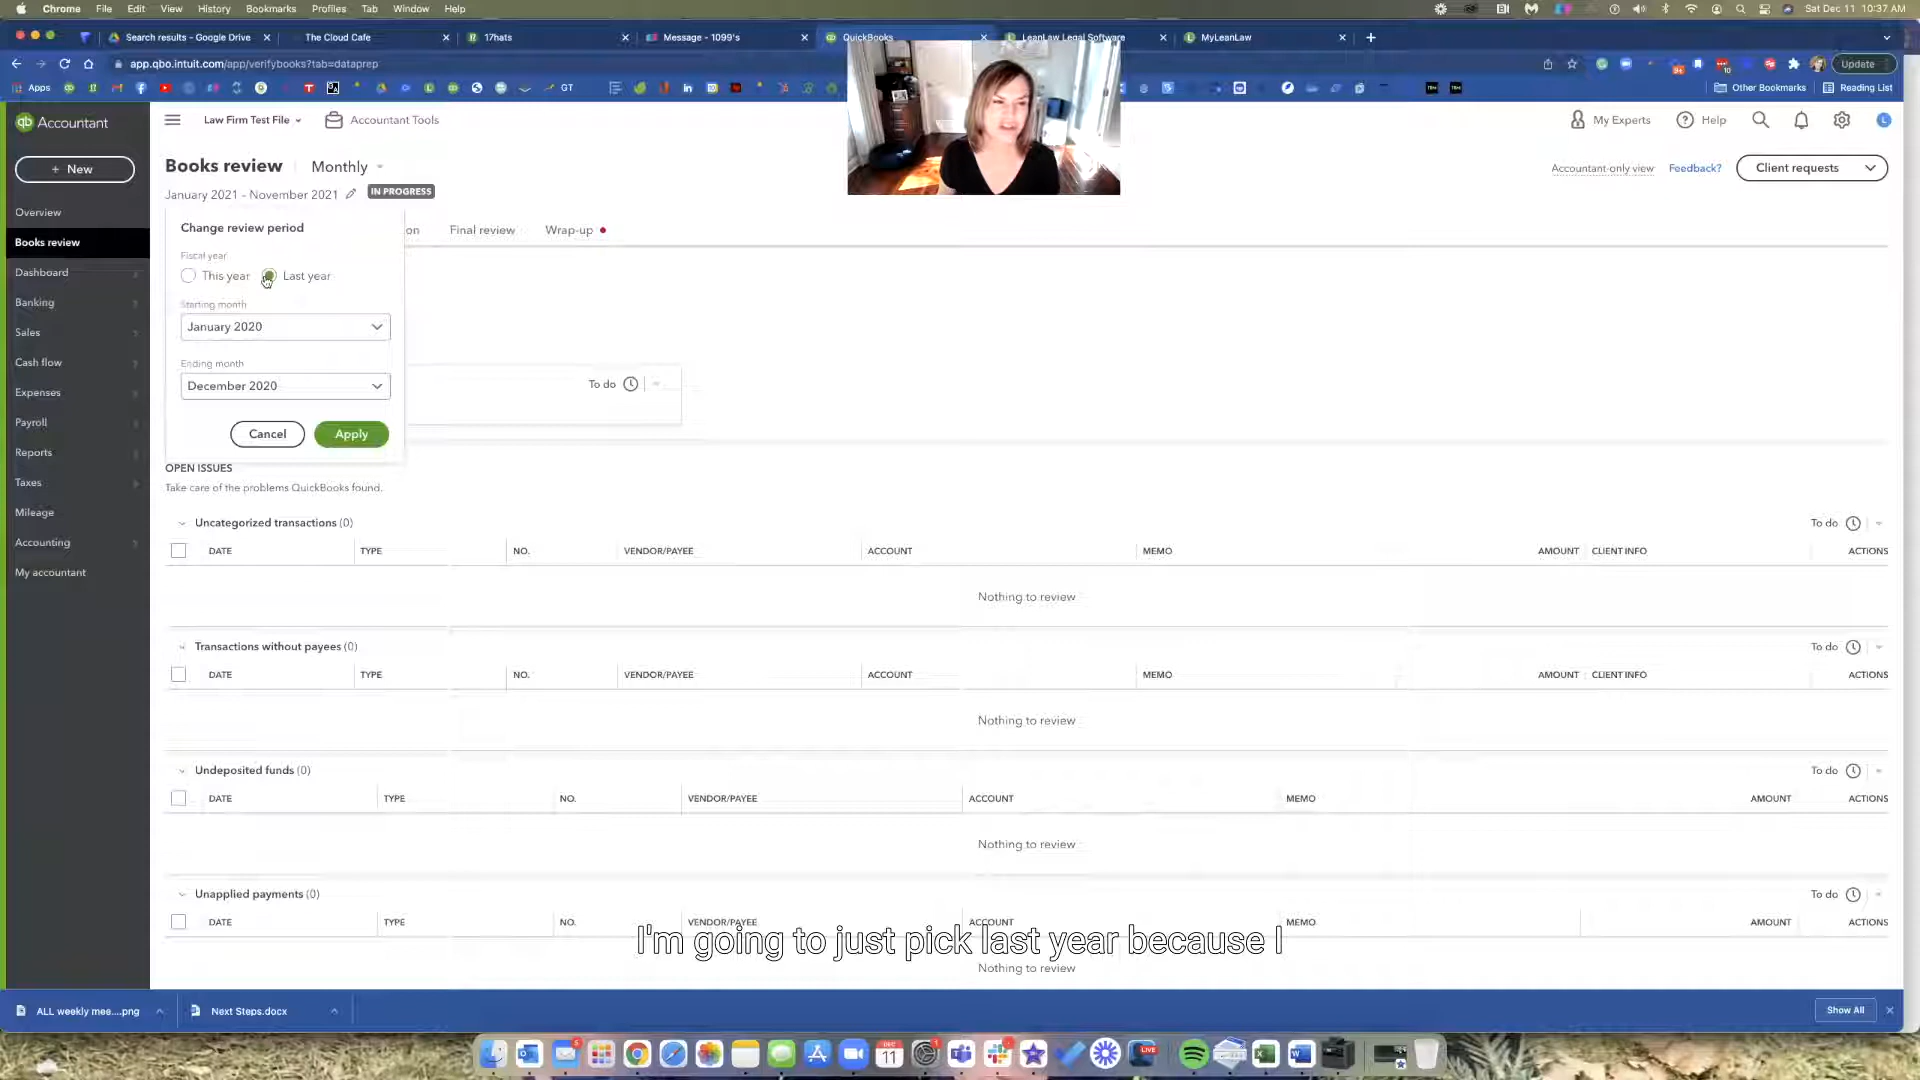 Chrome File Edit View History Bookmarks Profiles Tab Window Help
Sat Dec 11 10:37 AM
Search results - Google Drive
The Cloud Cafe
17hats
Message - 1099's
QuickBooks
LeanLaw Legal Software
MyLeanLaw
app.qbo.intuit.com/app/verifybooks?tab=dataprep
Update
Apps
GT
Other Bookmarks
Reading List
qb Accountant
Law Firm Test File
Accountant Tools
My Experts
Help
L
+ New
Books review
Monthly
Accountant-only view
Feedback?
Client requests
January 2021 - November 2021
IN PROGRESS
Overview
Books review
Dashboard
Banking
Sales
Cash flow
Expenses
Payroll
Reports
Taxes
Mileage
Accounting
My accountant
Change review period
on
Final review
Wrap-up
Fiscal year
This year
Last year
Starting month
January 2020
Ending month
December 2020
To do
Cancel
Apply
OPEN ISSUES
Take care of the problems QuickBooks found.
Uncategorized transactions (0)
To do
DATE TYPE NO. VENDOR/PAYEE ACCOUNT MEMO AMOUNT CLIENT INFO ACTIONS
Nothing to review
Transactions without payees (0)
To do
DATE TYPE NO. VENDOR/PAYEE ACCOUNT MEMO AMOUNT CLIENT INFO ACTIONS
Nothing to review
Undeposited funds (0)
To do
DATE TYPE NO. VENDOR/PAYEE ACCOUNT MEMO AMOUNT ACTIONS
Nothing to review
Unapplied payments (0)
To do
DATE TYPE NO. VENDOR/PAYEE ACCOUNT MEMO AMOUNT ACTIONS
I'm going to just pick last year because I
Nothing to review
ALL weekly mee....png
Next Steps.docx
Show All
DEC
11
LIVE